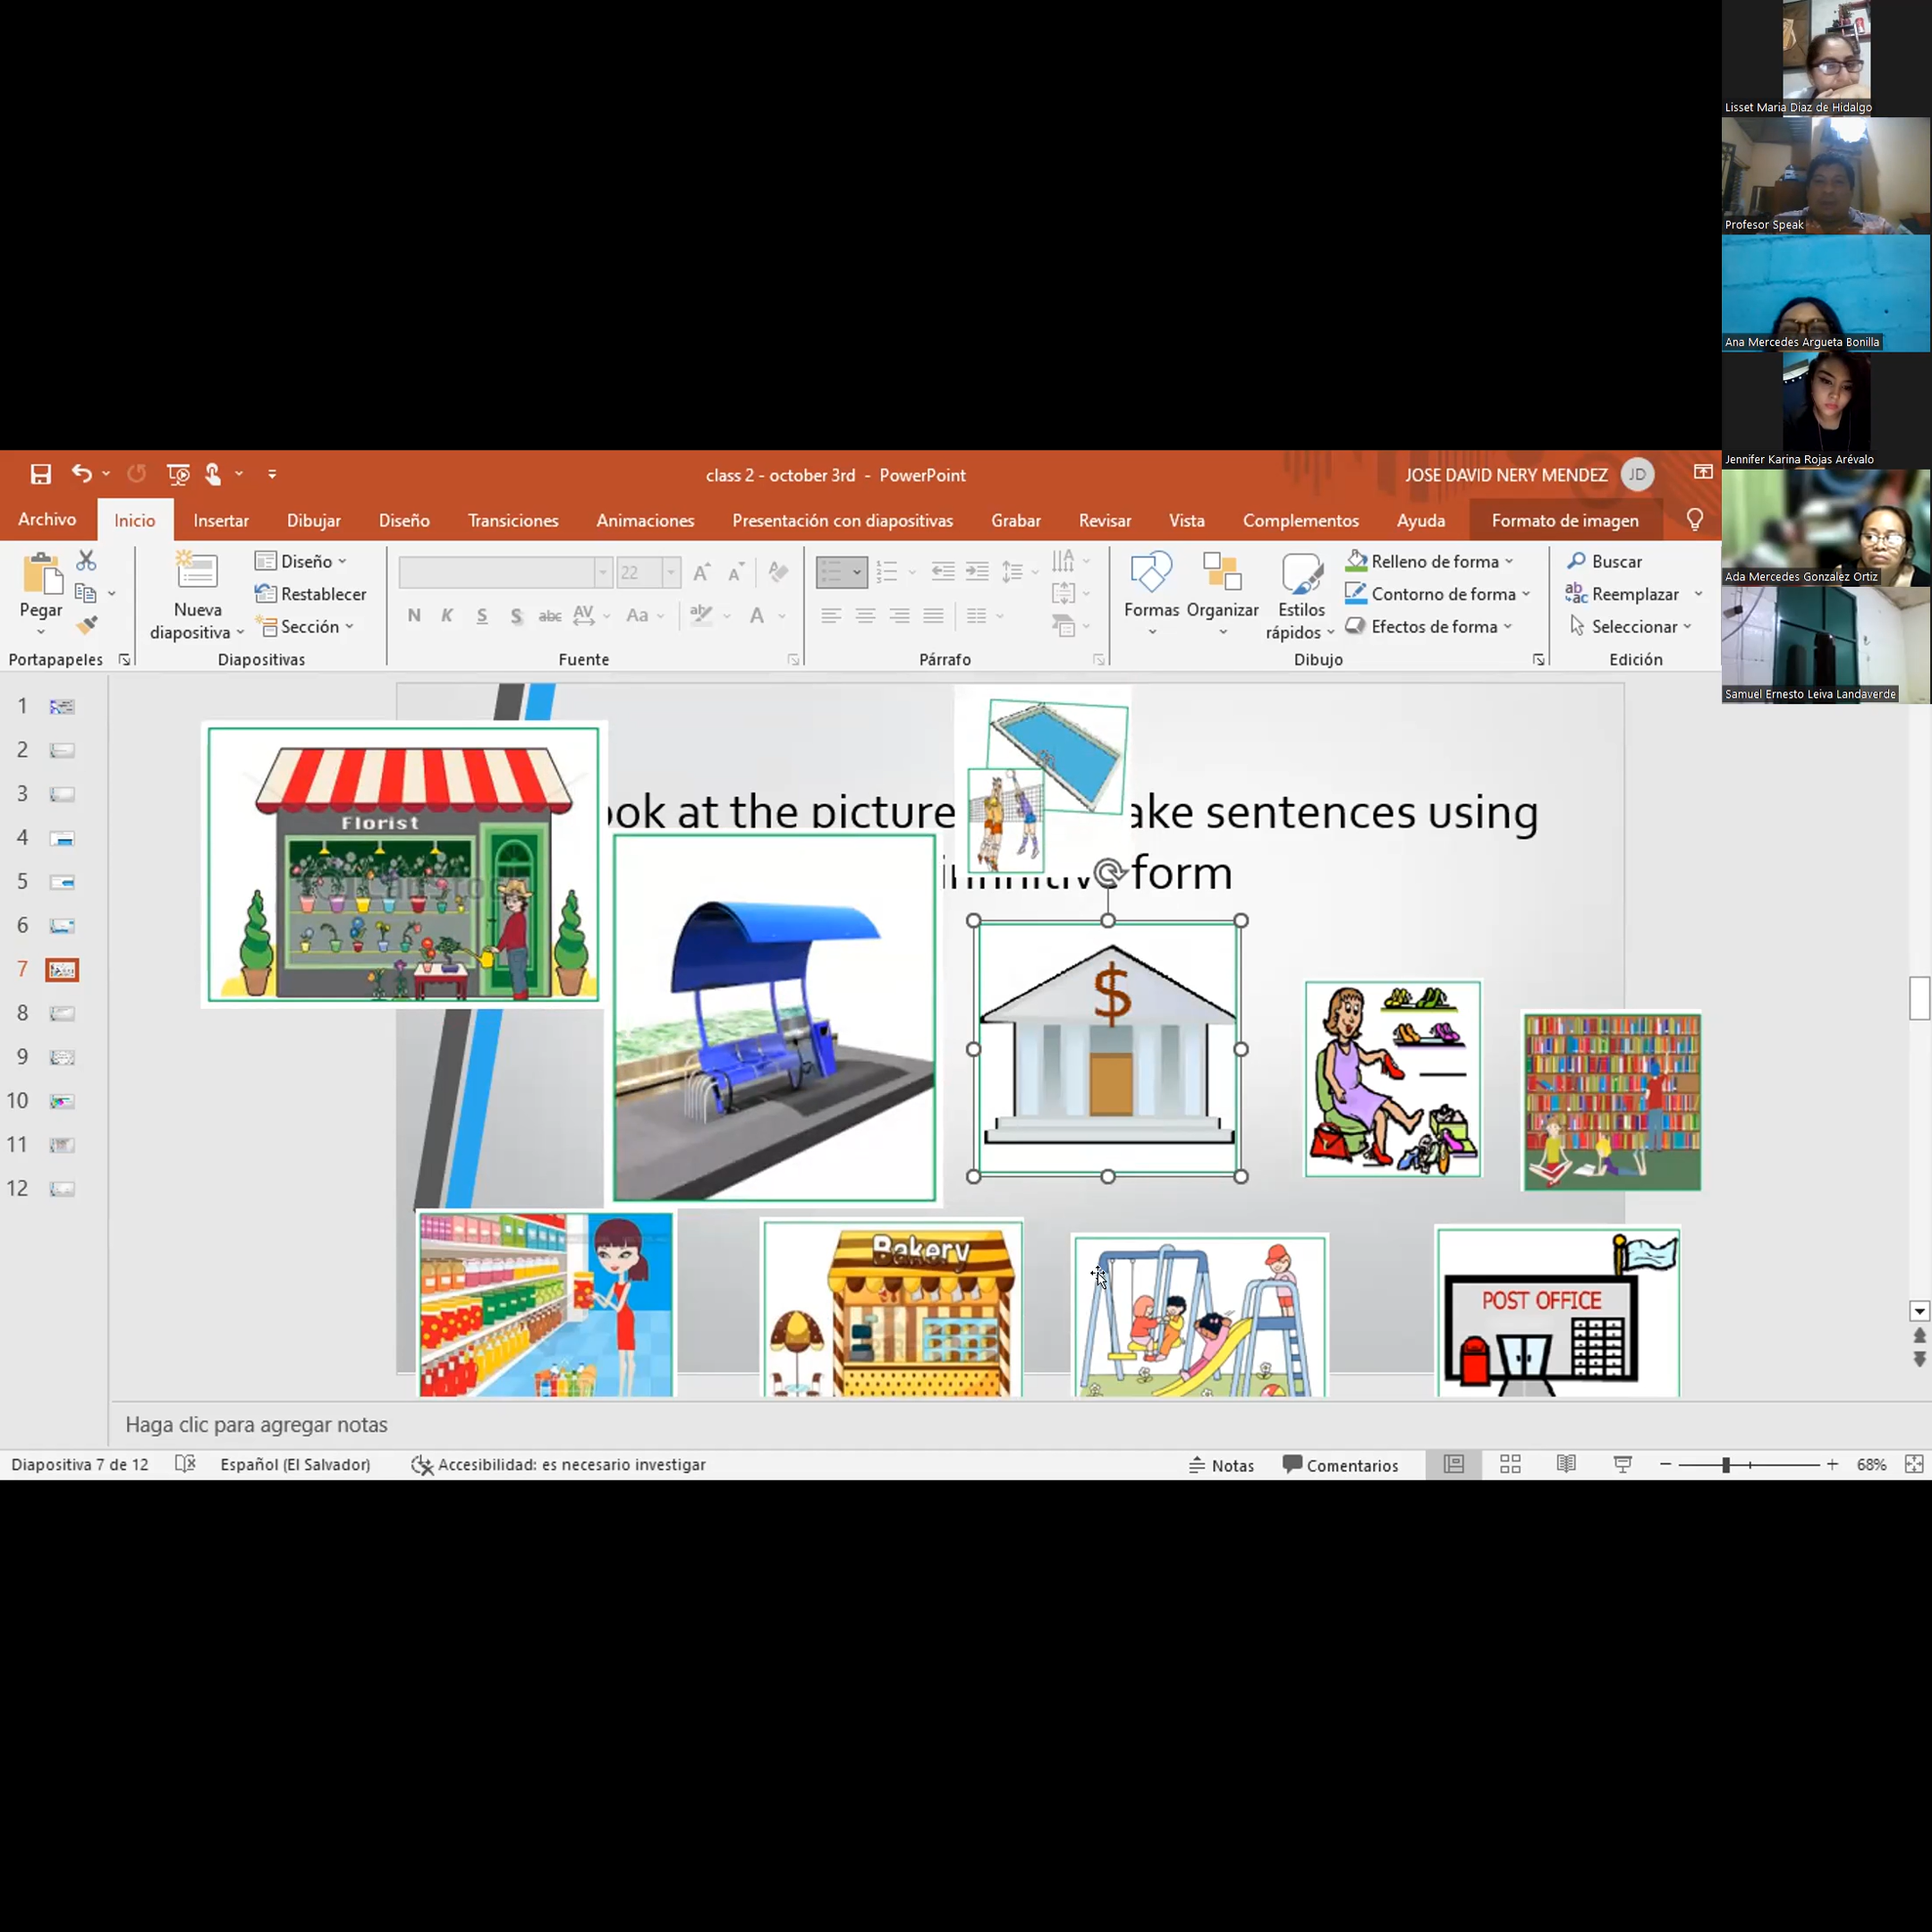 Lisset Maria Diaz de Hidalgo
Profesor Speak
Ana Mercedes Argueta Bonilla
Jennifer Karina Rojas Arévalo
Ada Mercedes Gonzalez Ortiz
Samuel Ernesto Leiva Landaverde
class 2 - october 3rd - PowerPoint
JOSE DAVID NERY MENDEZ JD
Archivo Inicio Insertar Dibujar Diseño Transiciones Animaciones Presentación con diapositivas Grabar Revisar Vista Complementos Ayuda Formato de imagen
Pegar
Portapapeles
Nueva diapositiva
Diseño
Restablecer
Sección
Diapositivas
22
N K S S abc AV Aa A
Fuente
Párrafo
Formas
Organizar
Estilos rápidos
Relleno de forma
Contorno de forma
Efectos de forma
Dibujo
Buscar
Reemplazar
Seleccionar
Edición
1
2
3
4
5
6
7
8
9
10
11
12
ook at the picture ake sentences using
form
Florist
$
Bakery
POST OFFICE
Haga clic para agregar notas
Diapositiva 7 de 12 Español (El Salvador) Accesibilidad: es necesario investigar Notas Comentarios 68%